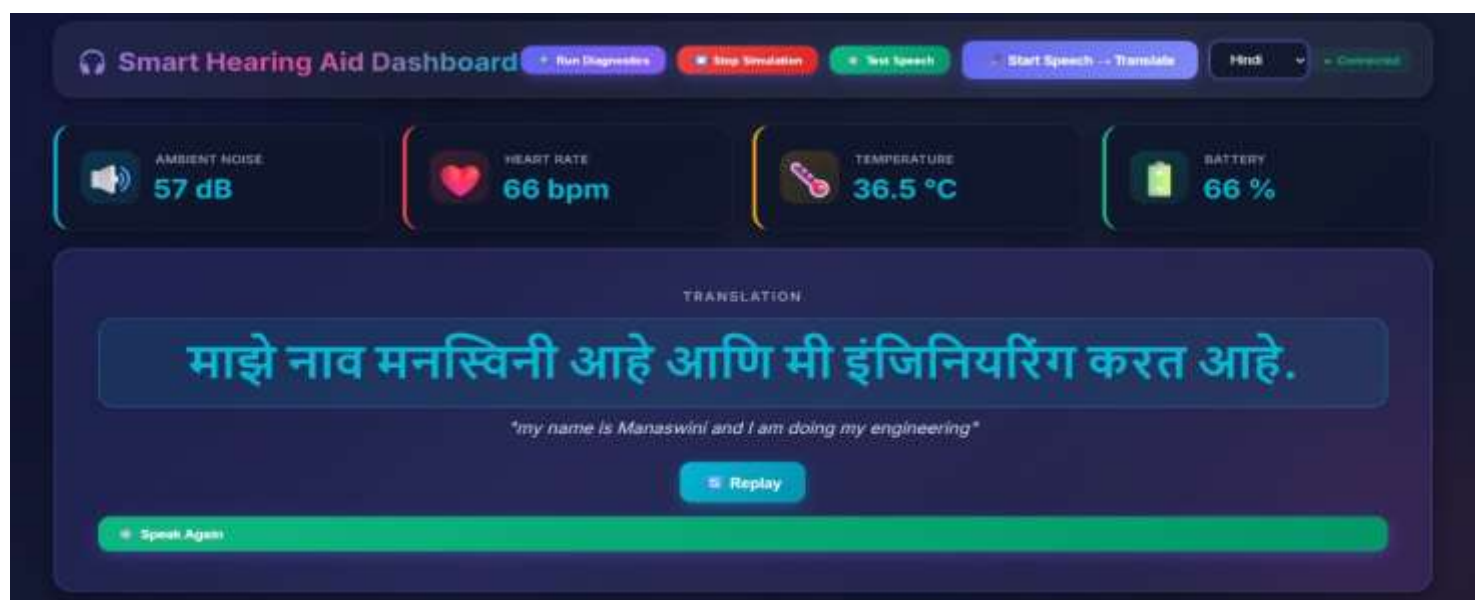 Smart Hearing Aid Dashboard Run Diagnostics Stop Simulation Test Speech Start Speech → Translate Hindi Connected
AMBIENT NOISE
57 dB
HEART RATE
66 bpm
TEMPERATURE
36.5 °C
BATTERY
66 %
TRANSLATION
माझे नाव मनस्विनी आहे आणि मी इंजिनियरिंग करत आहे.
"my name is Manaswini and I am doing my engineering"
Replay
Speak Again